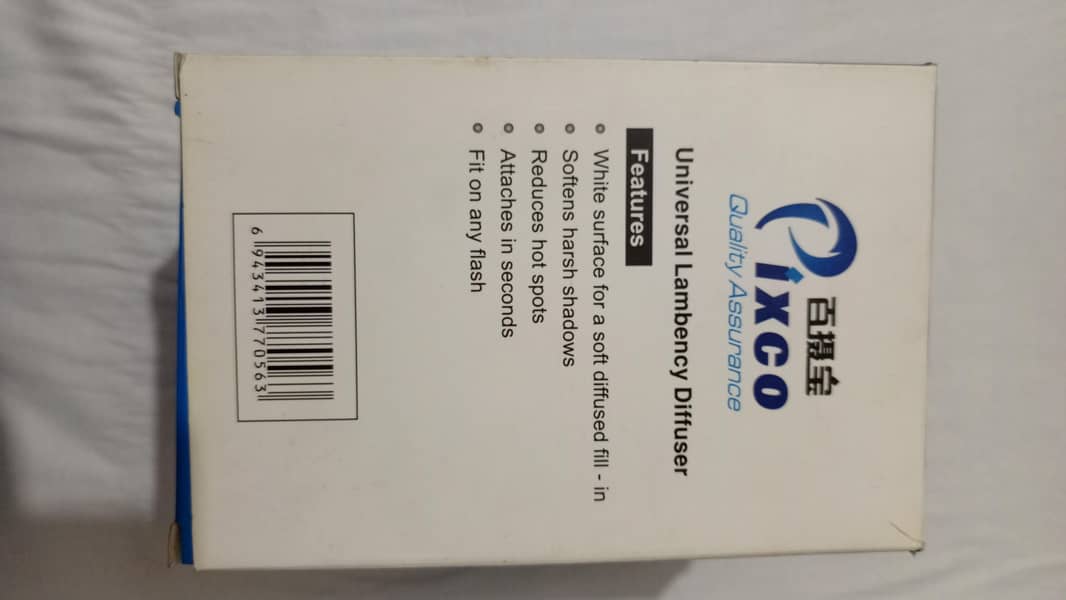 百摄宝
Pixco
Quality Assurance
Universal Lambency Diffuser
Features
White surface for a soft diffused fill - in
Softens harsh shadows
Reduces hot spots
Attaches in seconds
Fit on any flash
6 943413 770563